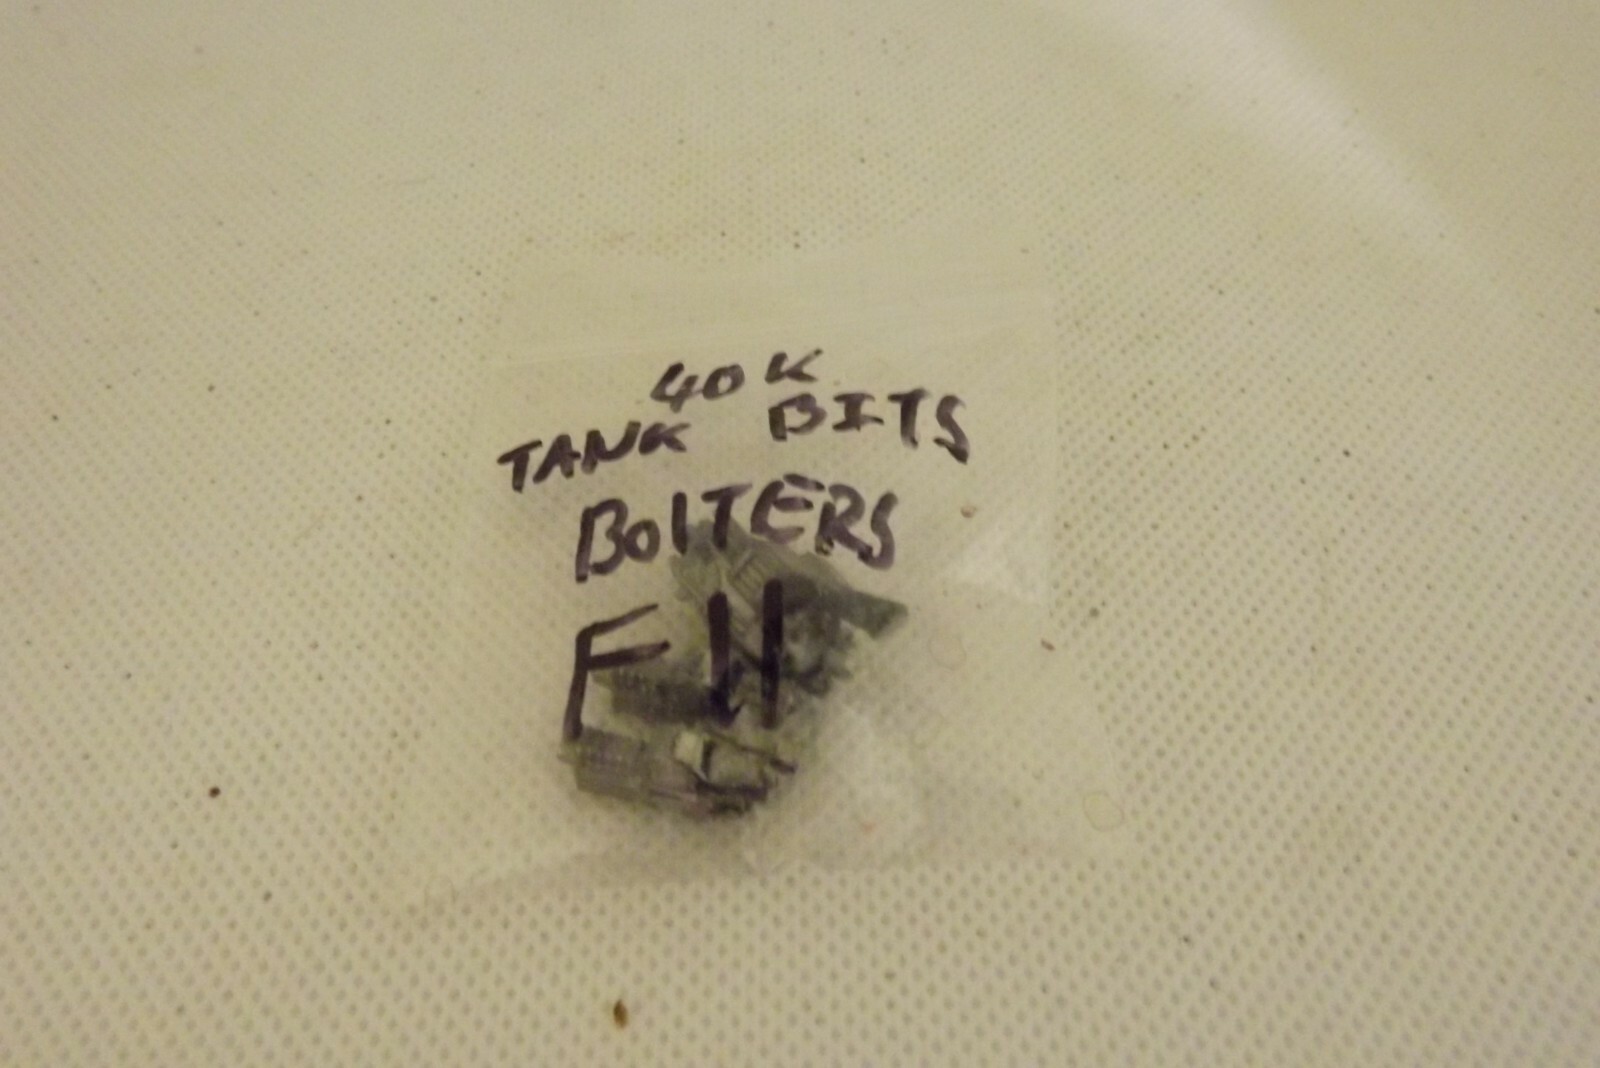 40K
TANK BITS
BOLTERS
F11